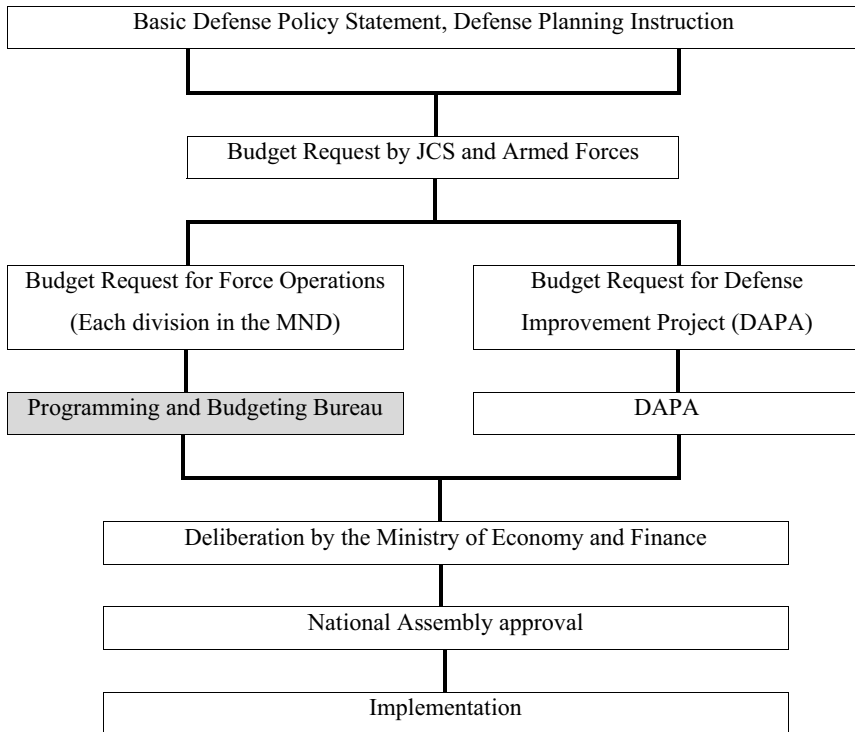 Basic Defense Policy Statement, Defense Planning Instruction
Budget Request by JCS and Armed Forces
Budget Request for Force Operations
(Each division in the MND)
Budget Request for Defense
Improvement Project (DAPA)
Programming and Budgeting Bureau
DAPA
Deliberation by the Ministry of Economy and Finance
National Assembly approval
Implementation